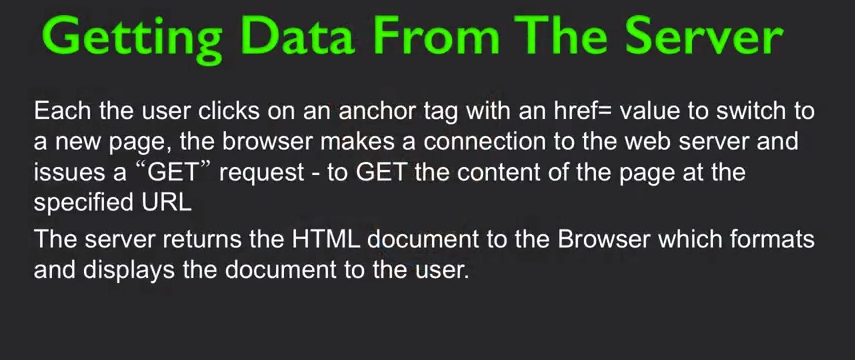 Getting Data From The Server
Each the user clicks on an anchor tag with an href= value to switch to
a new page, the browser makes a connection to the web server and
issues a “GET” request - to GET the content of the page at the
specified URL
The server returns the HTML document to the Browser which formats
and displays the document to the user.